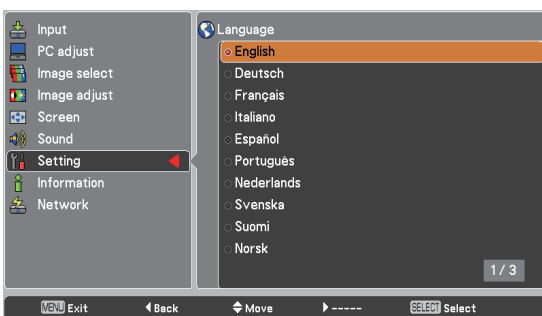 Input
PC adjust
Image select
Image adjust
Screen
Sound
Setting
Information
Network
Language
English
Deutsch
Français
Italiano
Español
Português
Nederlands
Svenska
Suomi
Norsk
1 / 3
MENU Exit Back Move ----- SELECT Select